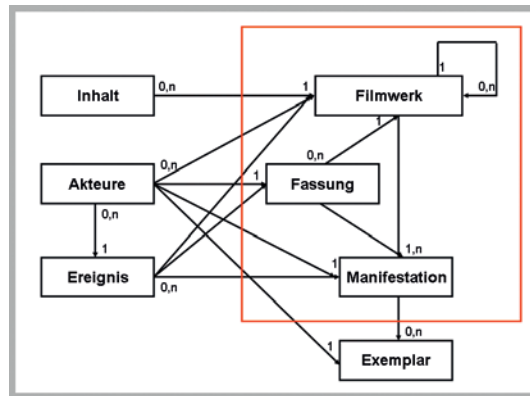 1
0,n
1
0,n
Inhalt
Filmwerk
1
0,n
0,n
1
Akteure
Fassung
0,n
1
1,n
1
Ereignis
Manifestation
0,n
0,n
1
Exemplar